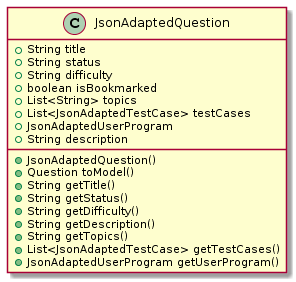 C JsonAdaptedQuestion
String title
String status
String difficulty
boolean isBookmarked
List<String> topics
List<JsonAdaptedTestCase> testCases
JsonAdaptedUserProgram
String description
JsonAdaptedQuestion()
Question toModel()
String getTitle()
String getStatus()
String getDifficulty()
String getDescription()
String getTopics()
List<JsonAdaptedTestCase> getTestCases()
JsonAdaptedUserProgram getUserProgram()